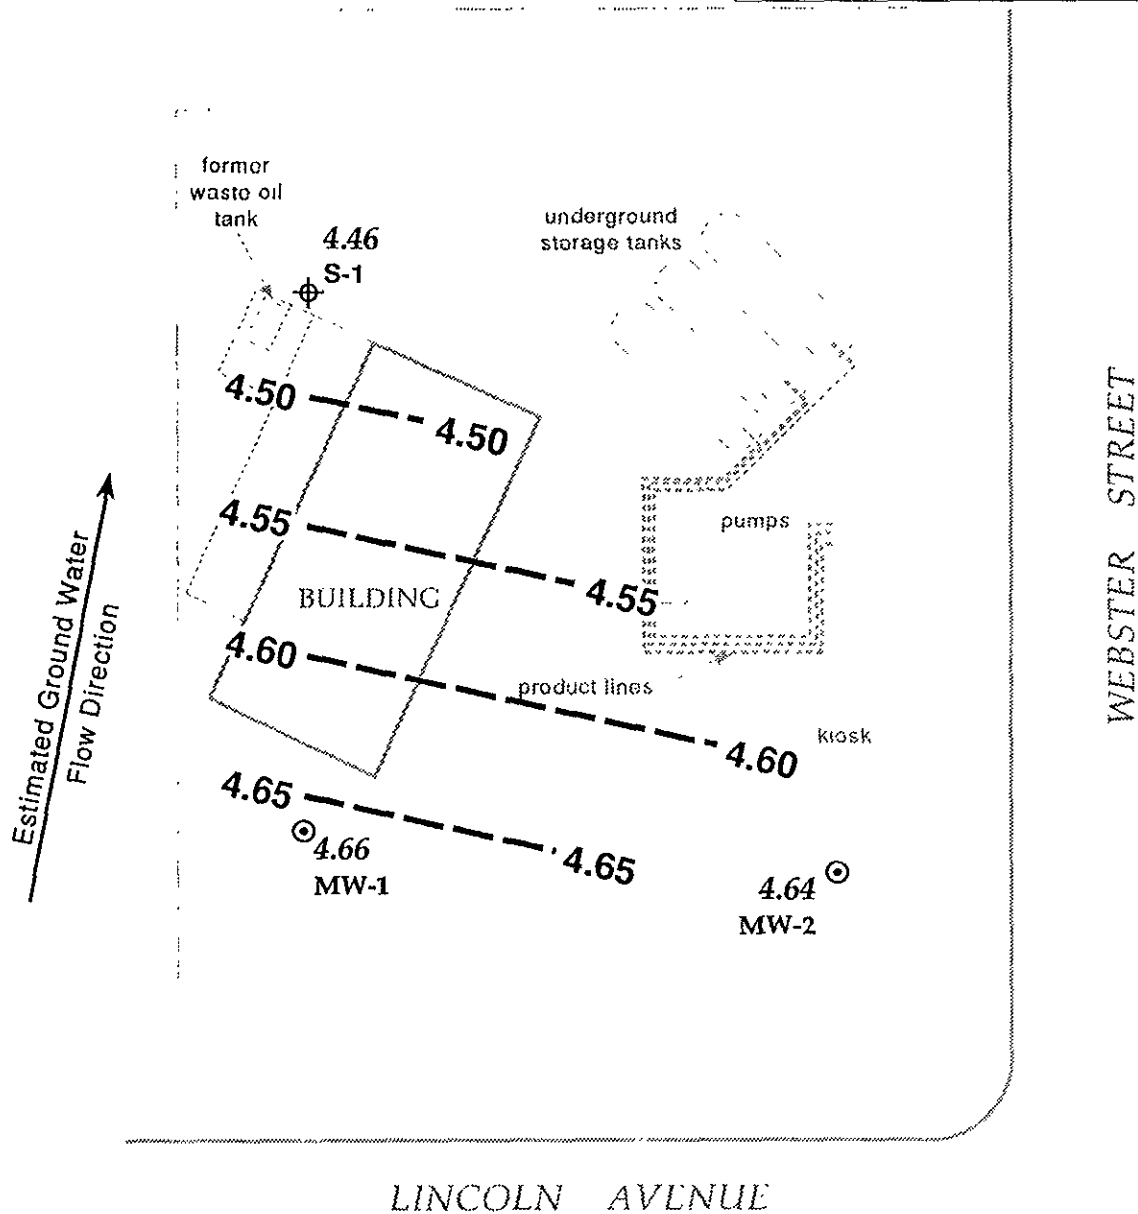 former
waste oil
tank
4.46
S-1
underground
storage tanks
4.50
4.50
4.55
pumps
BUILDING
4.55
4.60
product lines
kiosk
4.60
4.65
4.66
MW-1
4.65
4.64
MW-2
Estimated Ground Water
Flow Direction
WEBSTER STREET
LINCOLN AVENUE